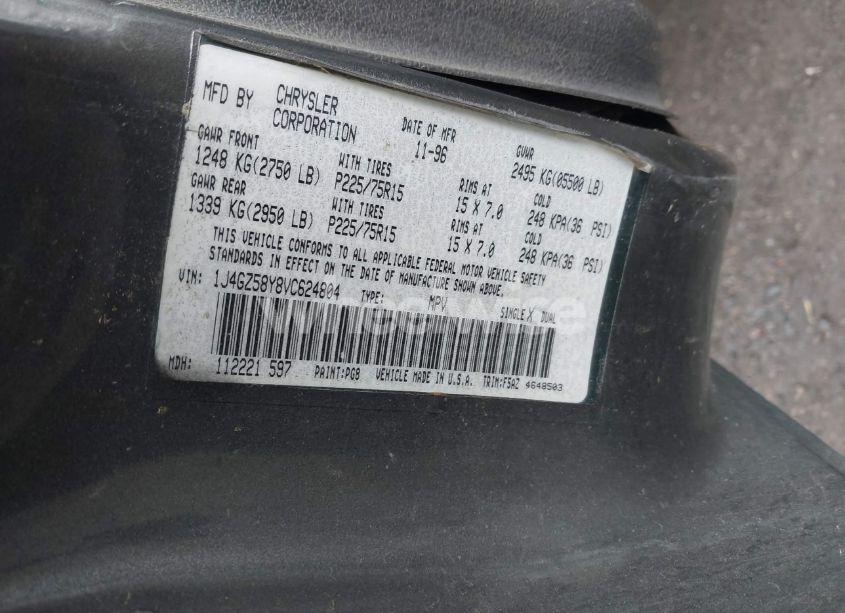 MFD BY CHRYSLER CORPORATION DATE OF MFR 11-96 GVWR 2495 KG(05500 LB)
GAWR FRONT WITH TIRES RIMS AT COLD
1248 KG(2750 LB) P225/75R15 15 X 7.0 248 KPA(36 PSI)
GAWR REAR WITH TIRES RIMS AT COLD
1339 KG(2950 LB) P225/75R15 15 X 7.0 248 KPA(36 PSI)
THIS VEHICLE CONFORMS TO ALL APPLICABLE FEDERAL MOTOR VEHICLE SAFETY
STANDARDS IN EFFECT ON THE DATE OF MANUFACTURE SHOWN ABOVE.
VIN: 1J4GZ58Y8VC624804 TYPE: MPV SINGLE X DUAL
MDH: 112221 597 PAINT:PG8 VEHICLE MADE IN U.S.A. TRIM:F5AZ 4648503